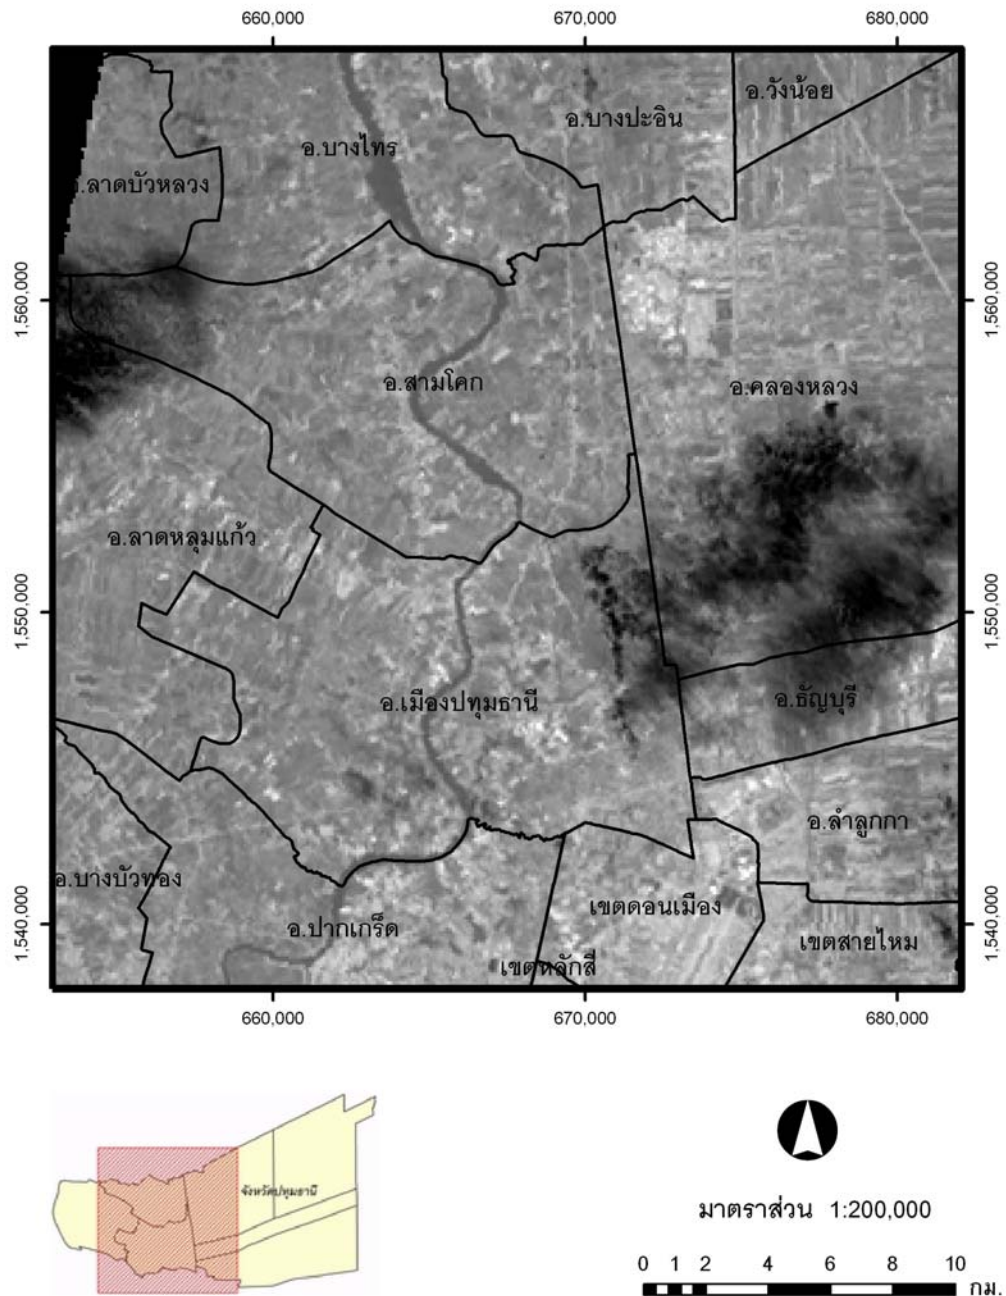 660,000 670,000 680,000
อ.วังน้อย
อ.บางปะอิน
อ.บางไทร
.ลาดบัวหลวง
1,560,000 1,560,000
อ.สามโคก
อ.คลองหลวง
อ.ลาดหลุมแก้ว
1,550,000 1,550,000
อ.เมืองปทุมธานี
อ.ธัญบุรี
อ.ลำลูกกา
อ.บางบัวทอง
เขตดอนเมือง
อ.ปากเกร็ด
เขตสายไหม
1,540,000 1,540,000
เขตหลักสี่
660,000 670,000 680,000
จังหวัดปทุมธานี
มาตราส่วน 1:200,000
0 1 2 4 6 8 10
กม.